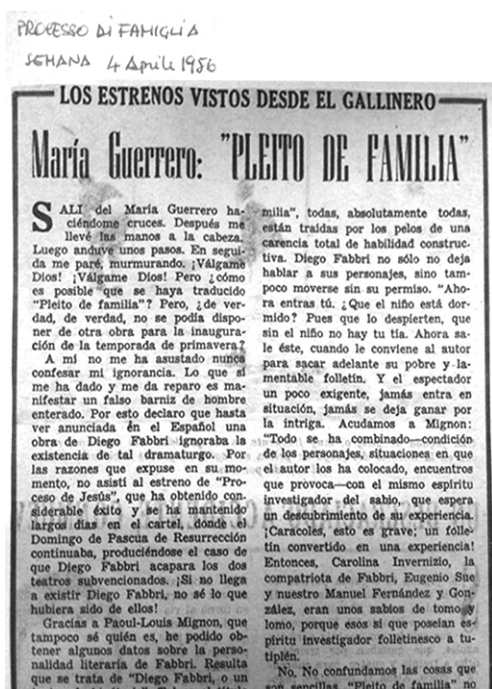 PROCESSO DI FAMIGLIA
SEMANA 4 Aprile 1956
LOS ESTRENOS VISTOS DESDE EL GALLINERO
María Guerrero: "PLEITO DE FAMILIA"
SALI del María Guerrero ha-
ciéndome cruces. Después me
llevé las manos a la cabeza.
Luego anduve unos pasos. En segui-
da me paré, murmurando. ¡Válgame
Dios! ¡Válgame Dios! Pero ¿cómo
es posible que se haya traducido
"Pleito de familia"? Pero, ¿de ver-
dad, de verdad, no se podía dispo-
ner de otra obra para la inaugura-
ción de la temporada de primavera?
A mí no me ha asustado nunca
confesar mi ignorancia. Lo que sí
me ha dado y me da reparo es ma-
nifestar un falso barniz de hombre
enterado. Por esto declaro que hasta
ver anunciada en el Español una
obra de Diego Fabbri ignoraba la
existencia de tal dramaturgo. Por
las razones que expuse en su mo-
mento, no asistí al estreno de "Pro-
ceso de Jesús", que ha obtenido con-
siderable éxito y se ha mantenido
largos días en el cartel, donde el
Domingo de Pascua de Resurrección
continuaba, produciéndose el caso de
que Diego Fabbri acapara los dos
teatros subvencionados. ¡Si no llega
a existir Diego Fabbri, no sé lo que
hubiera sido de ellos!
Gracias a Paoul-Louis Mignon, que
tampoco sé quién es, he podido ob-
tener algunos datos sobre la perso-
nalidad literaria de Fabbri. Resulta
que se trata de "Diego Fabbri, o un
milia", todas, absolutamente todas,
están traídas por los pelos de una
carencia total de habilidad construc-
tiva. Diego Fabbri no sólo no deja
hablar a sus personajes, sino tam-
poco moverse sin su permiso. "Aho-
ra entras tú. ¿Que el niño está dor-
mido? Pues que lo despierten, que
sin el niño no hay tu tía. Ahora sa-
le éste, cuando le conviene al autor
para sacar adelante su pobre y la-
mentable folletín. Y el espectador
un poco exigente, jamás entra en
situación, jamás se deja ganar por
la intriga. Acudamos a Mignon:
"Todo se ha combinado—condición
de los personajes, situaciones en que
el autor los ha colocado, encuentros
que provoca—con el mismo espíritu
investigador del sabio, que espera
un descubrimiento de su experiencia.
¡Caracoles, esto es grave; un folle-
tín convertido en una experiencia!
Entonces, Carolina Invernizio, la
compatriota de Fabbri, Eugenio Sue
y nuestro Manuel Fernández y Gon-
zález, eran unos sabios de tomo y
lomo, porque esos sí que poseían es-
píritu investigador folletinesco a tu-
tiplén.
No, No confundamos las cosas que
son sencillas. "Pleito de familia" no